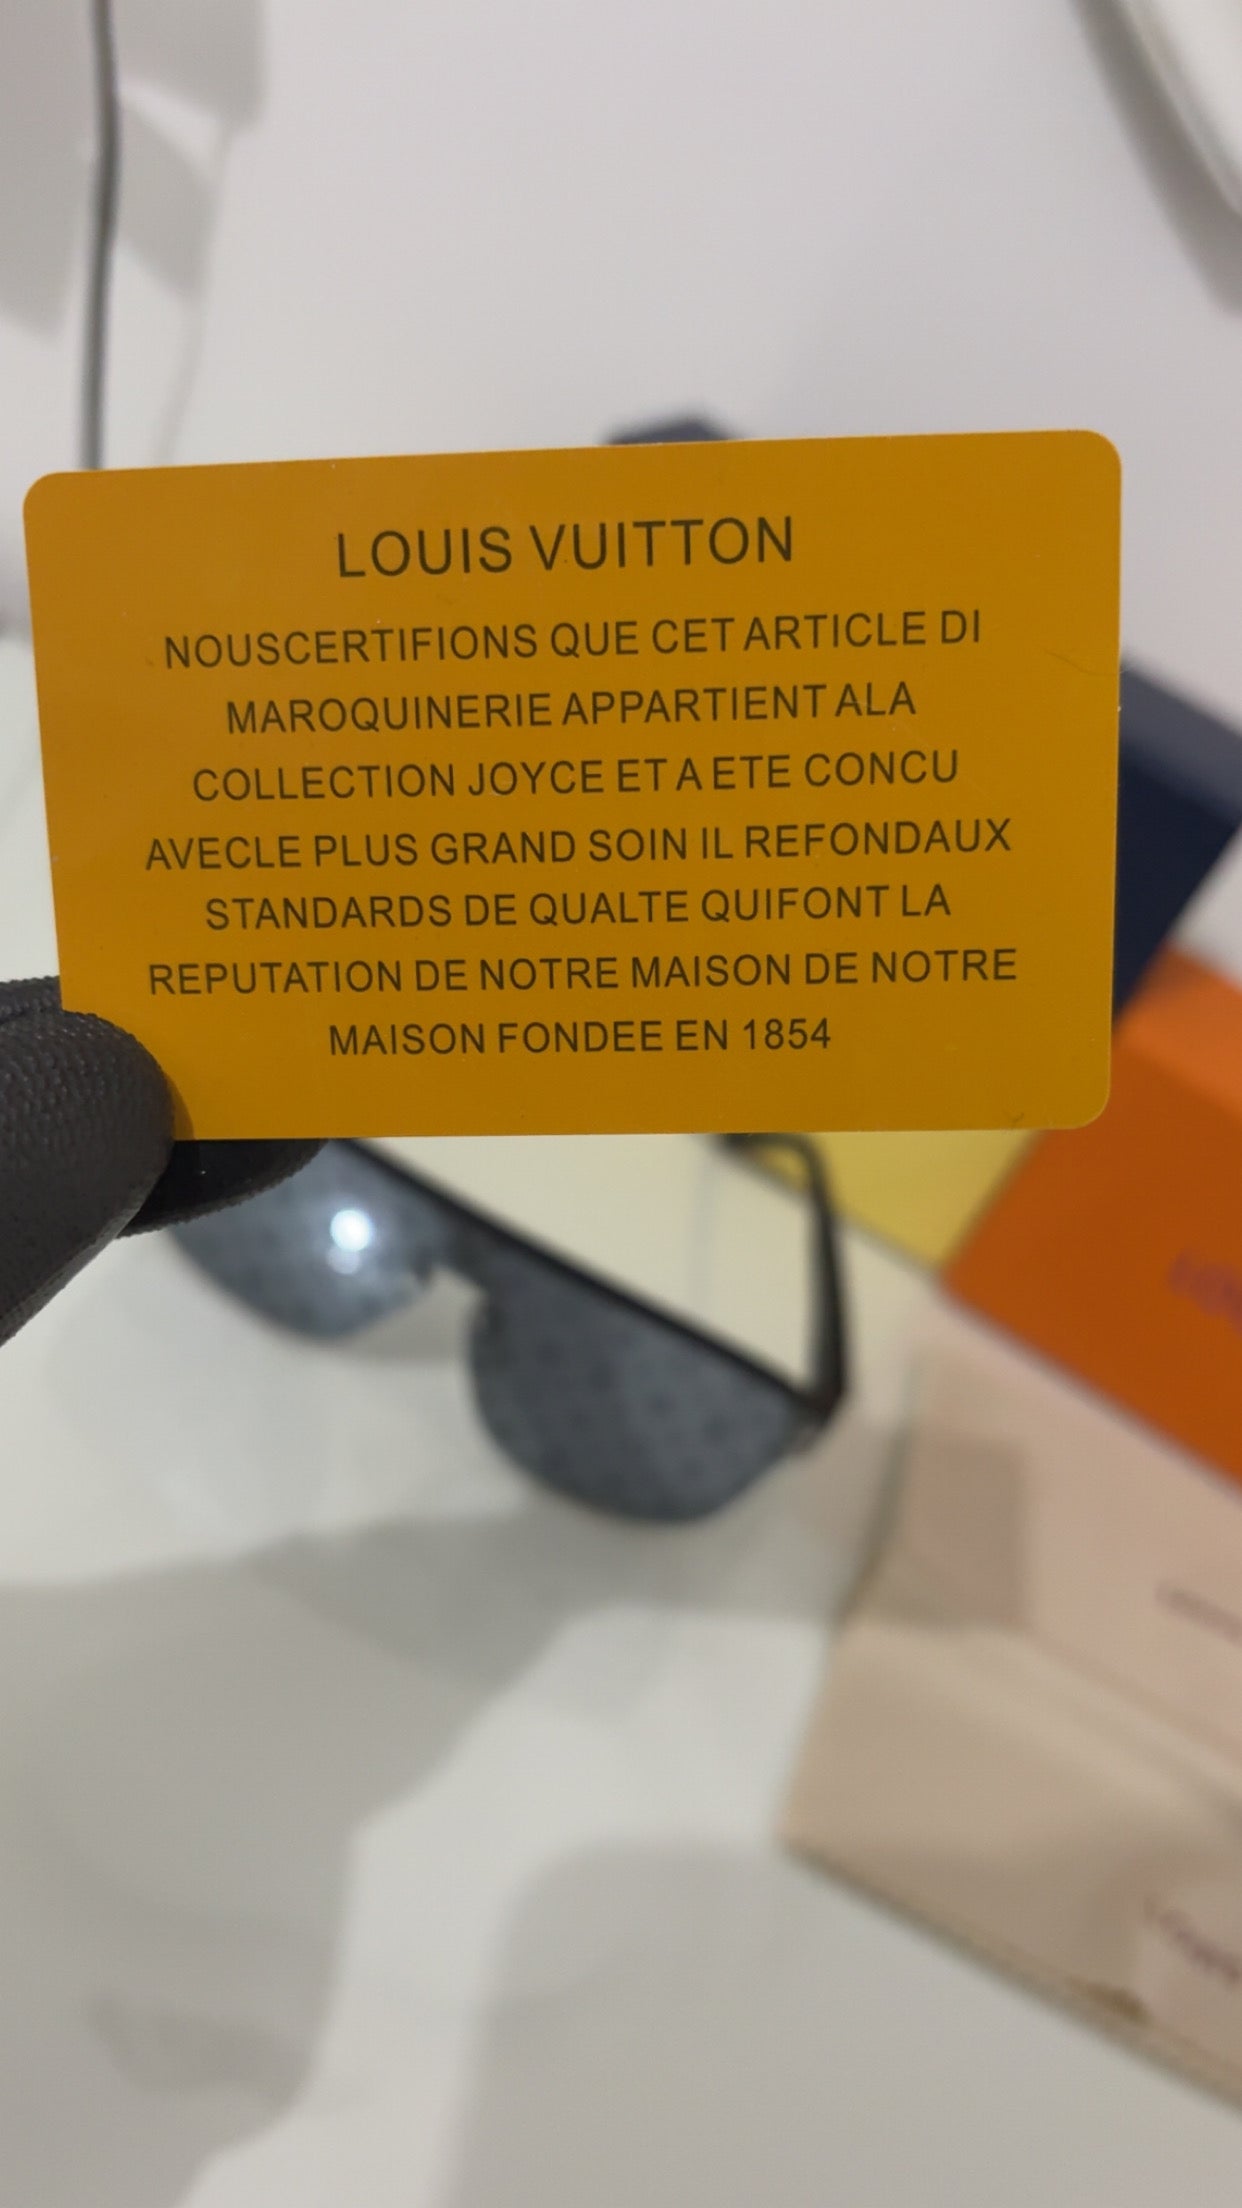 LOUIS VUITTON
NOUSCERTIFIONS QUE CET ARTICLE DI
MAROQUINERIE APPARTIENT ALA
COLLECTION JOYCE ET A ETE CONCU
AVECLE PLUS GRAND SOIN IL REFONDAUX
STANDARDS DE QUALTE QUIFONT LA
REPUTATION DE NOTRE MAISON DE NOTRE
MAISON FONDEE EN 1854